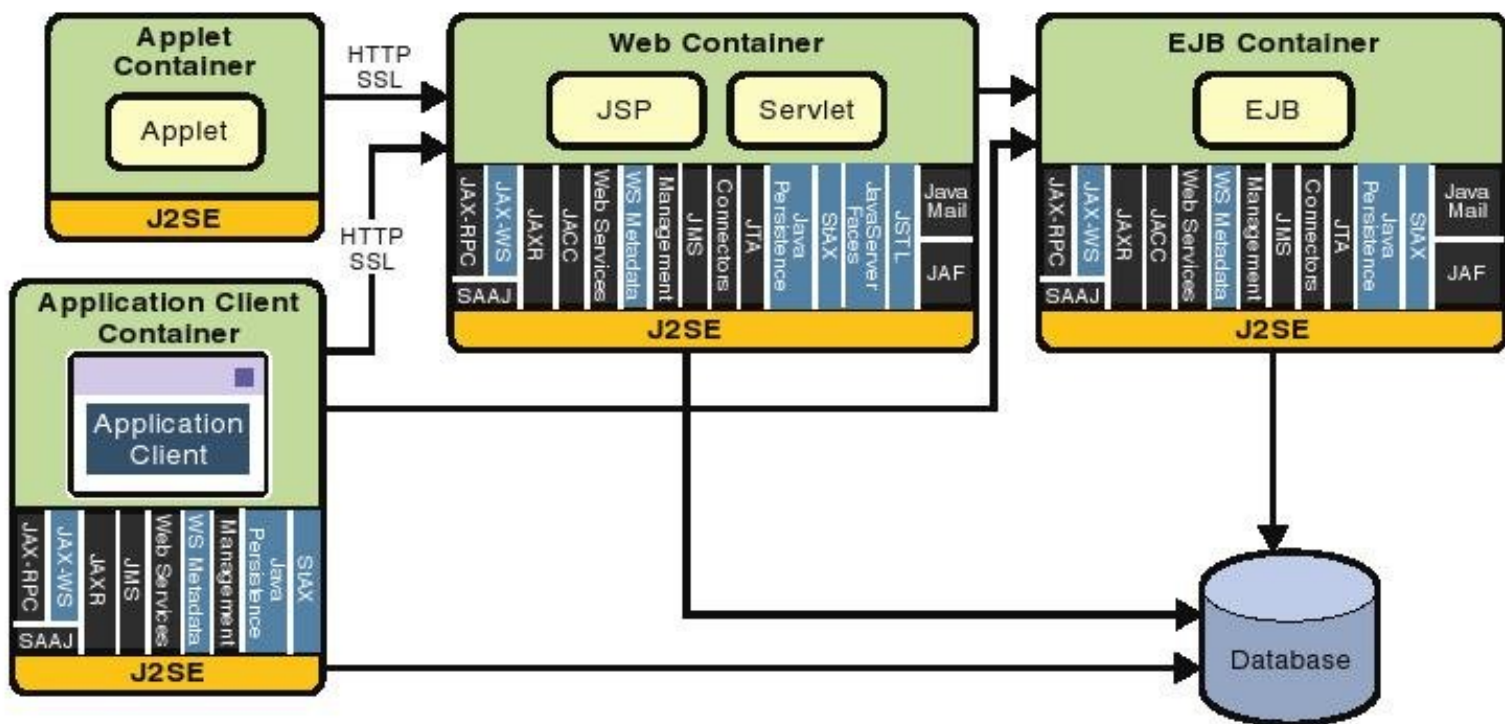 Applet
Container
Applet
J2SE
HTTP
SSL
HTTP
SSL
Web Container
JSP
Servlet
JAX-RPC
JAX-WS
SAAJ
JAXR
JACC
Web Services
WS Metadata
Management
JMS
Connectors
JTA
Java
Persistence
StAX
JavaServer
Faces
JSTL
Java
Mail
JAF
J2SE
EJB Container
EJB
JAX-RPC
JAX-WS
SAAJ
JAXR
JACC
Web Services
WS Metadata
Management
JMS
Connectors
JTA
Java
Persistence
StAX
Java
Mail
JAF
J2SE
Application Client
Container
Application
Client
JAX-RPC
JAX-WS
SAAJ
JAXR
JMS
Web Services
WS Metadata
Management
Java
Persistence
StAX
J2SE
Database